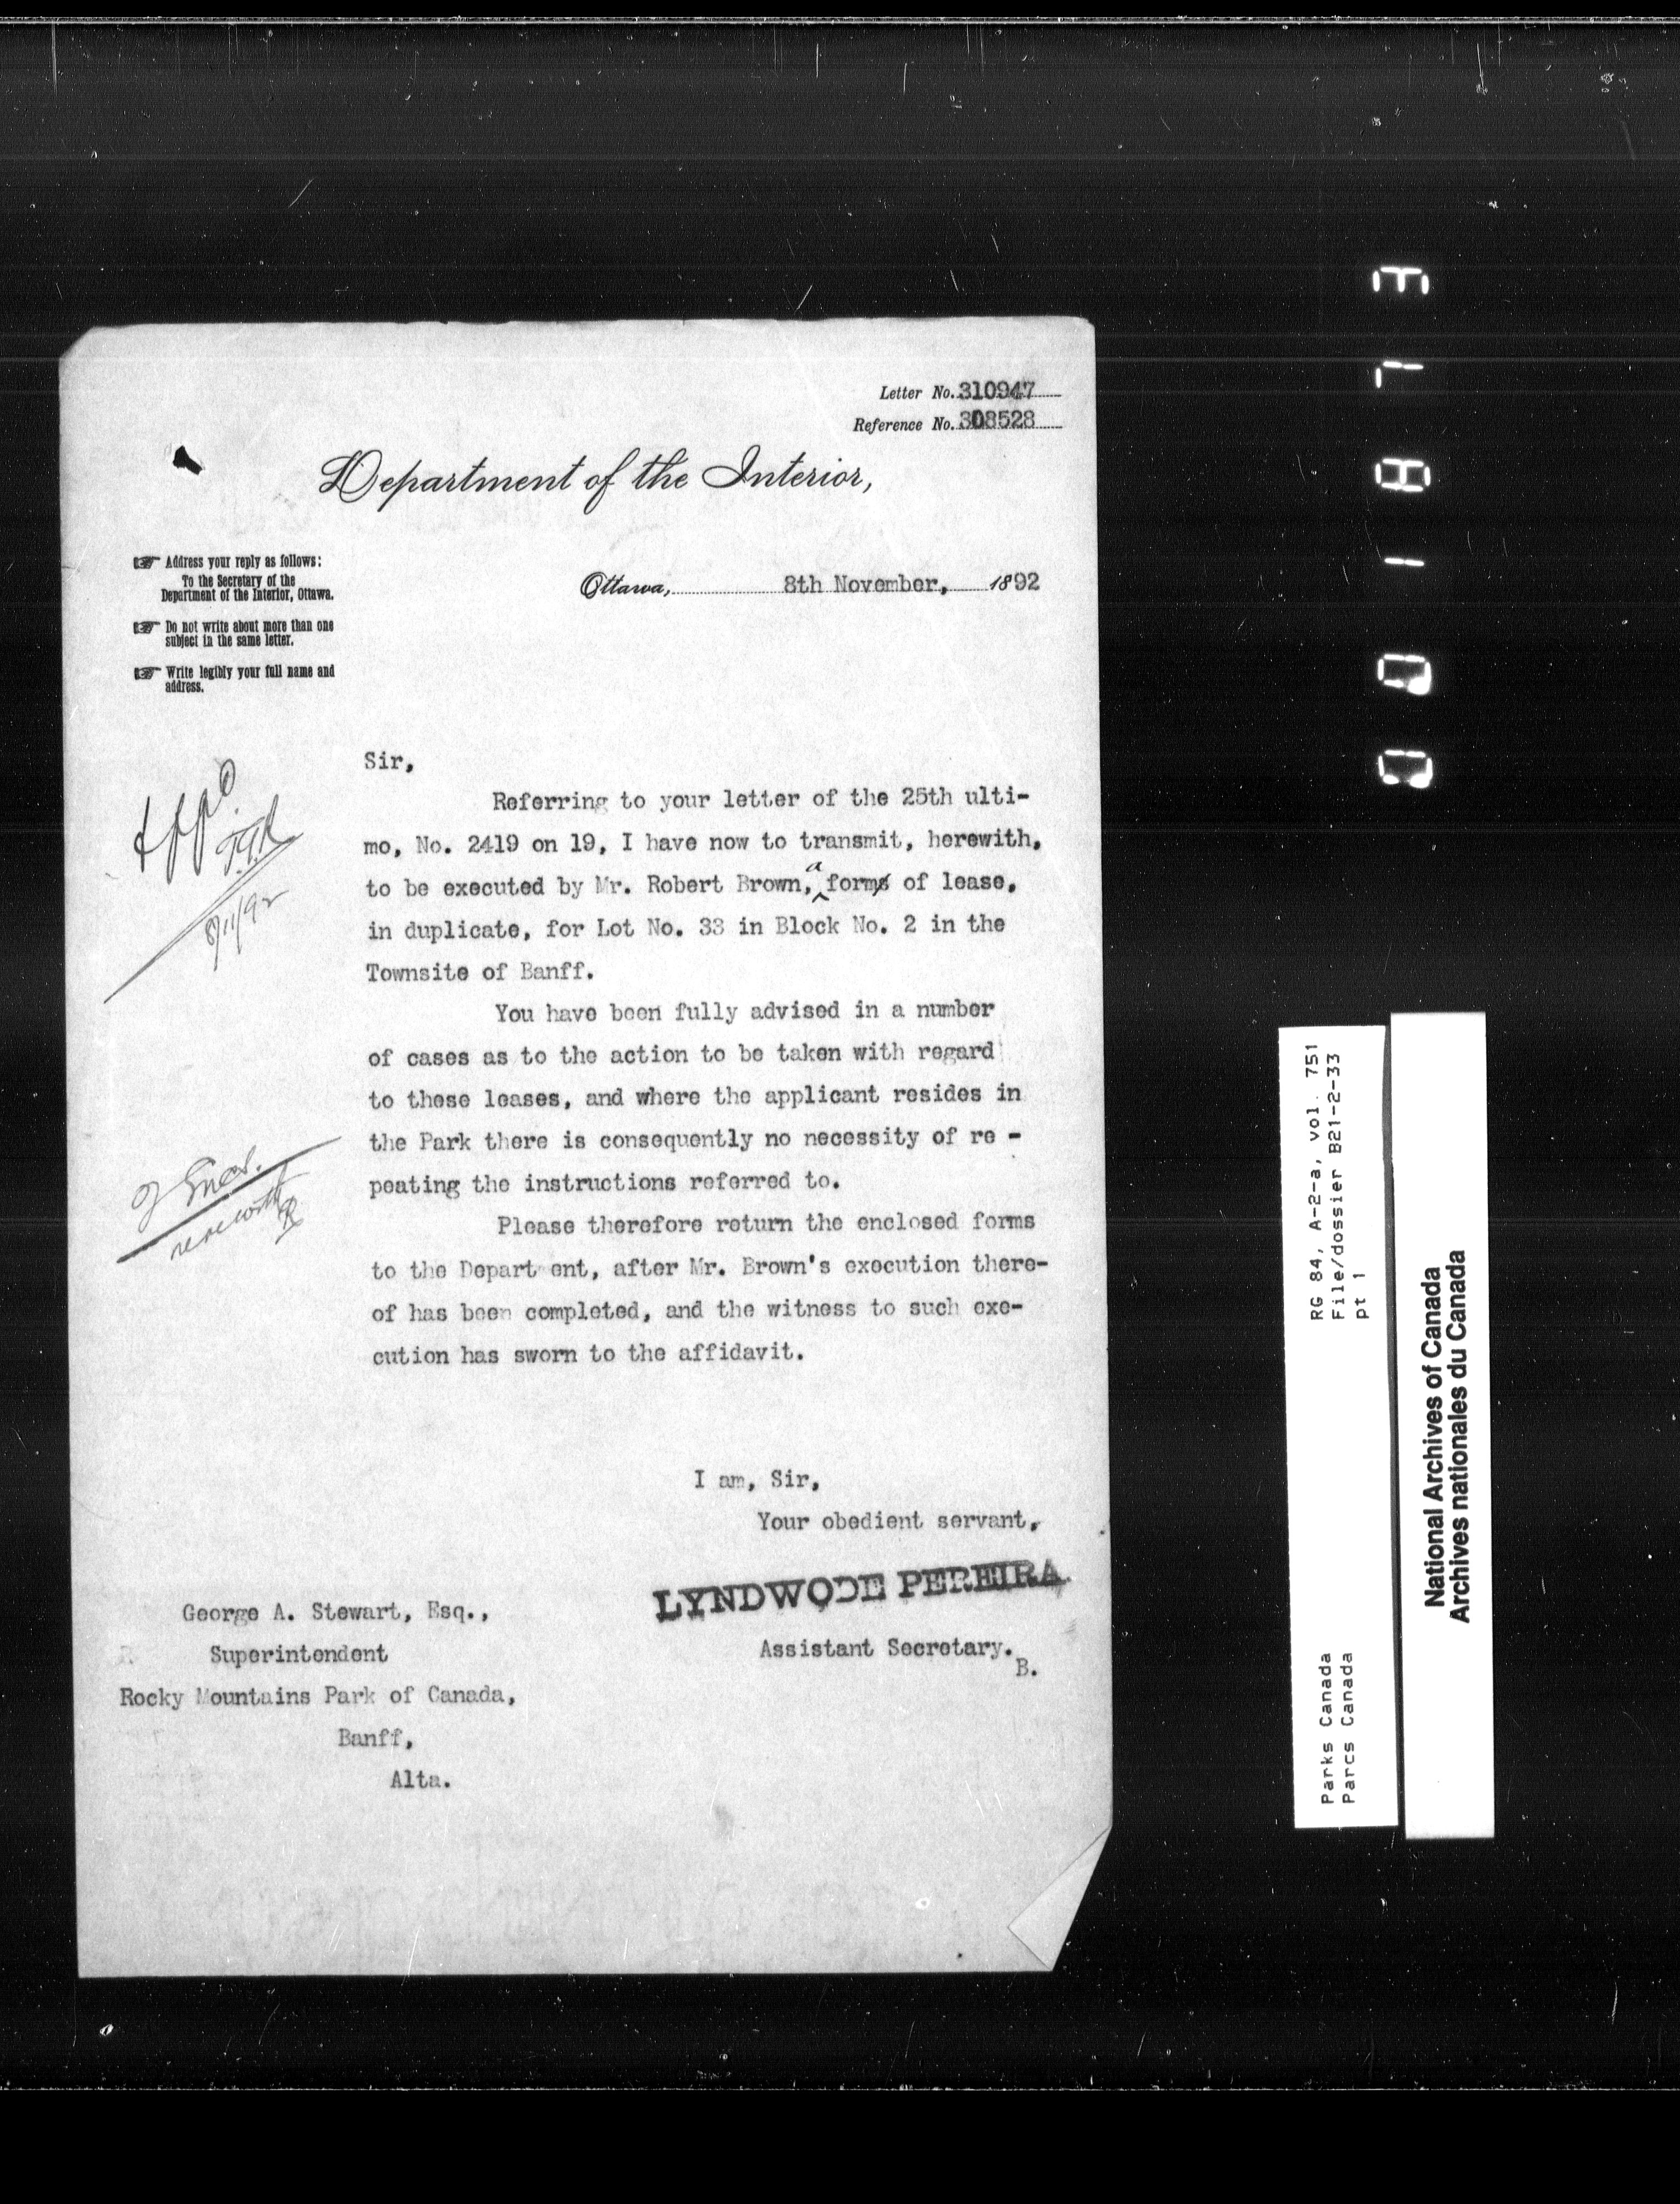 Letter No. 310947
Reference No. 308528
Department of the Interior,
Address your reply as follows:
To the Secretary of the
Department of the Interior, Ottawa.
Do not write about more than one
subject in the same letter.
Write legibly your full name and
address.
Ottawa, 8th November, 1892
Sir,
Referring to your letter of the 25th ulti-
mo, No. 2419 on 19, I have now to transmit, herewith,
to be executed by Mr. Robert Brown, a form of lease,
in duplicate, for Lot No. 33 in Block No. 2 in the
Townsite of Banff.
8/11/92
You have been fully advised in a number
of cases as to the action to be taken with regard
to these leases, and where the applicant resides in
the Park there is consequently no necessity of re -
peating the instructions referred to.
Please therefore return the enclosed forms
to the Depart ent, after Mr. Brown's execution there-
of has been completed, and the witness to such exe-
cution has sworn to the affidavit.
I am, Sir,
Your obedient servant,
LYNDWODE PEREIRA
Assistant Secretary.
B.
George A. Stewart, Esq.,
Superintendent
Rocky Mountains Park of Canada,
Banff,
Alta.
RG 84, A-2-a, vol. 751
File/dossier B21-2-33
pt 1
Parks Canada
Parcs Canada
National Archives of Canada
Archives nationales du Canada